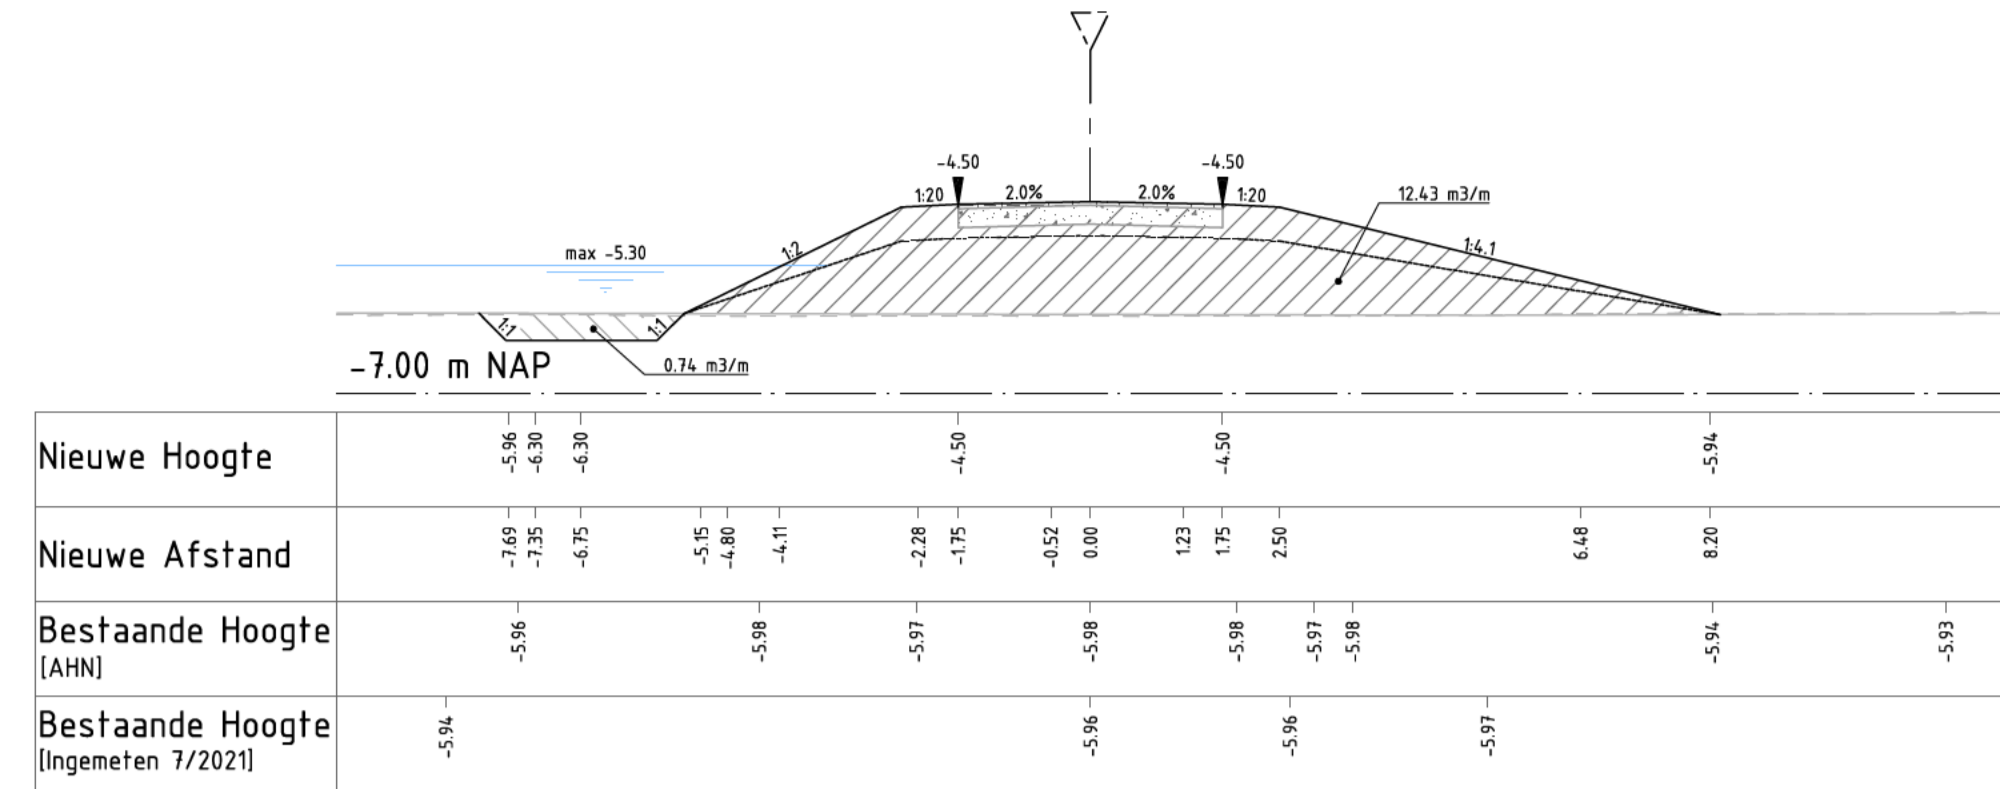 -4.50 -4.50
1:20 2.0% 2.0% 1:20 12.43 m3/m
max -5.30 1:2 1:4.1
1:1 1:1
0.74 m3/m
-7.00 m NAP
Nieuwe Hoogte -5.96 -6.30 -6.30 -4.50 -4.50 -5.94
Nieuwe Afstand -7.69 -7.35 -6.75 -5.15 -4.80 -4.11 -2.28 -1.75 -0.52 0.00 1.23 1.75 2.50 6.48 8.20
Bestaande Hoogte -5.96 -5.98 -5.97 -5.98 -5.98 -5.97 -5.98 -5.94 -5.93
[AHN]
Bestaande Hoogte -5.94 -5.96 -5.96 -5.97
[Ingemeten 7/2021]